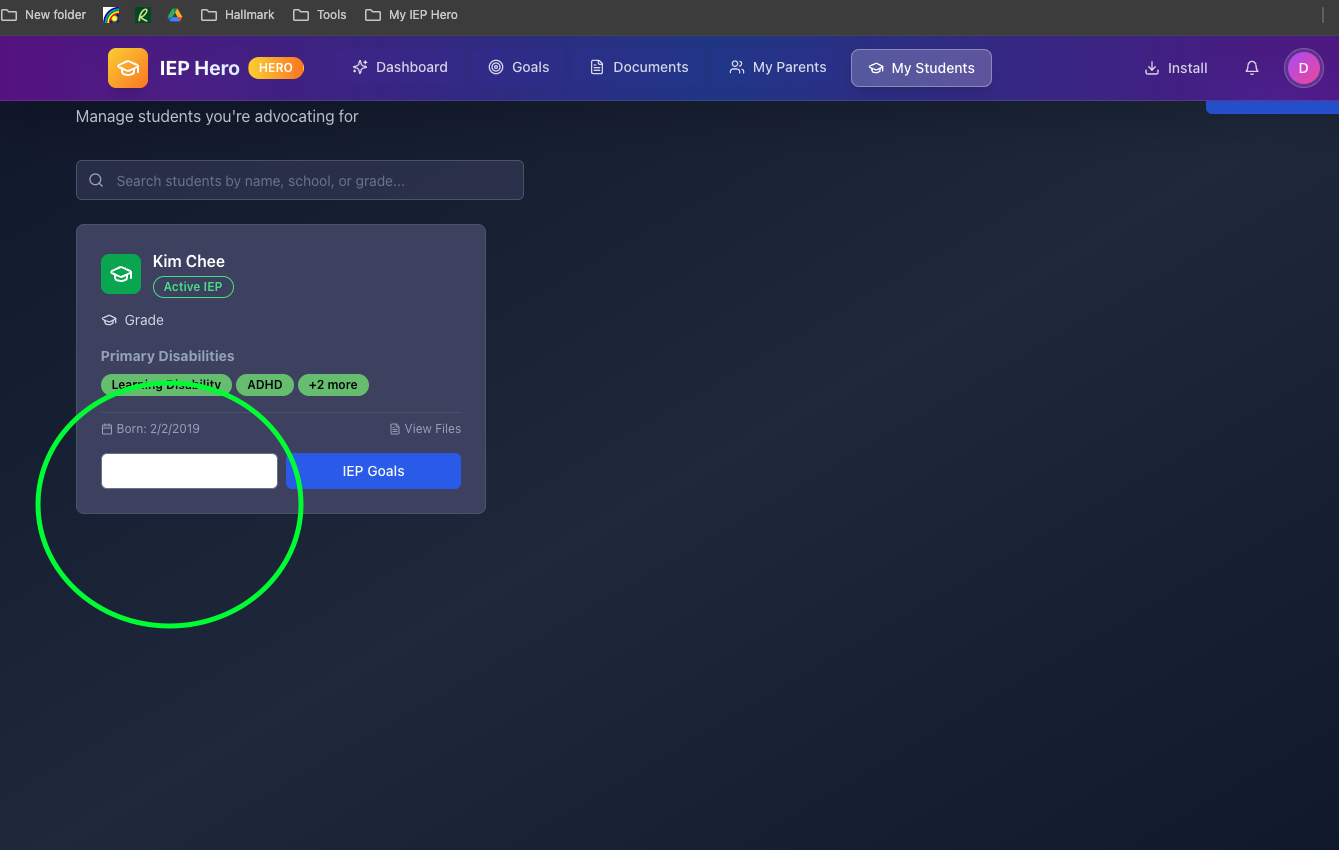 New folder Hallmark Tools My IEP Hero
IEP Hero HERO Dashboard Goals Documents My Parents My Students Install D
Manage students you're advocating for
Search students by name, school, or grade...
Kim Chee
Active IEP
Grade
Primary Disabilities
Learning Disability ADHD +2 more
Born: 2/2/2019 View Files
IEP Goals